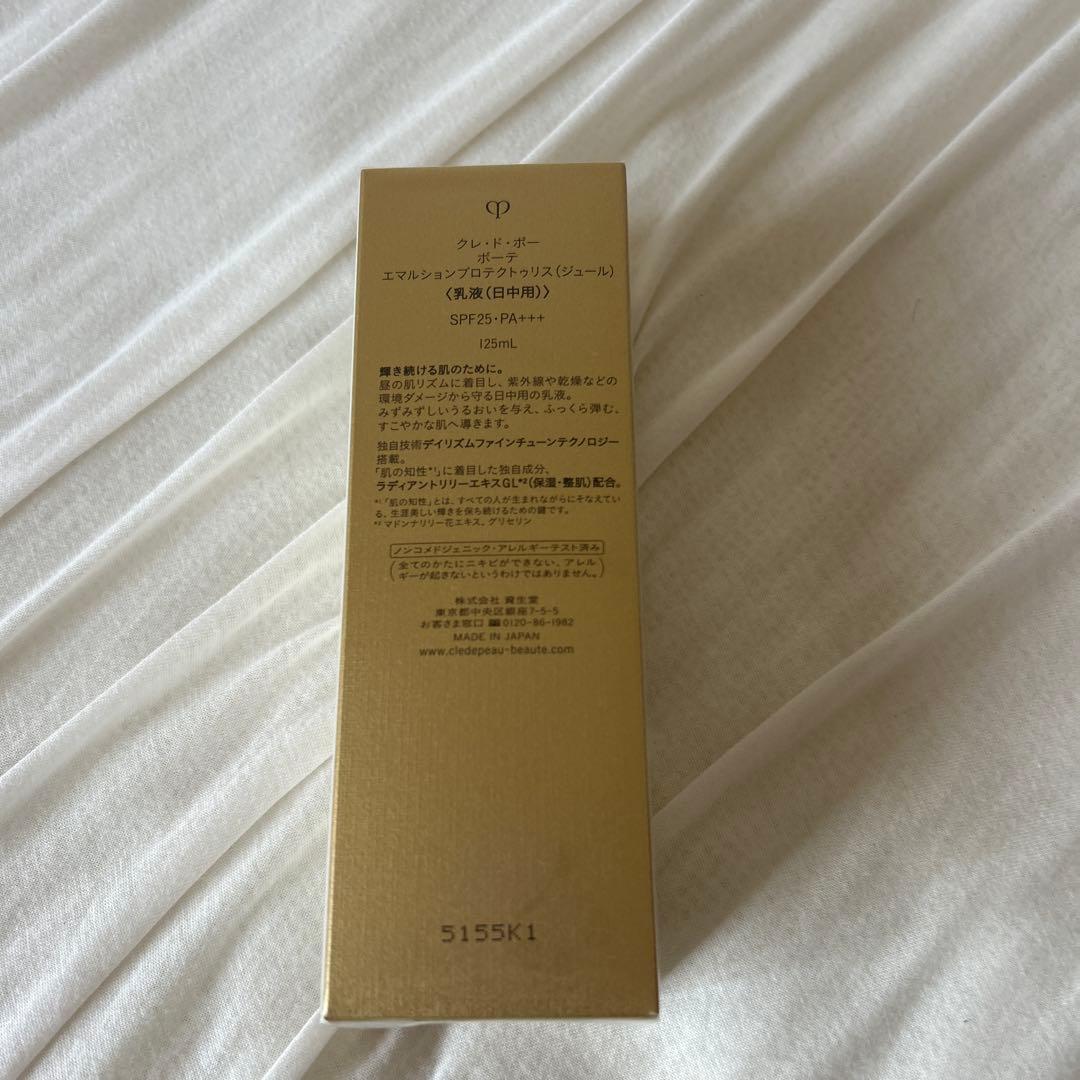 クレ・ド・ポー
ボーテ
エマルションプロテクトゥリス(ジュール)
〈乳液(日中用)〉
SPF25・PA+++
125mL
輝き続ける肌のために。
昼の肌リズムに着目し、紫外線や乾燥などの
環境ダメージから守る日中用の乳液。
みずみずしいうるおいを与え、ふっくら弾む、
すこやかな肌へ導きます。
独自技術デイリズムファインチューンテクノロジー
搭載。
「肌の知性*1」に着目した独自成分、
ラディアントリリーエキスGL*2(保湿・整肌)配合。
*1「肌の知性」とは、すべての人が生まれながらにそなえてい
る、生涯美しい輝きを保ち続けるための鍵です。
*2 マドンナリリー花エキス、グリセリン
ノンコメドジェニック・アレルギーテスト済み
(全てのかたにニキビができない、アレル
ギーが起きないというわけではありません。)
株式会社 資生堂
東京都中央区銀座7-5-5
お客さま窓口 0120-86-1982
MADE IN JAPAN
www.cledepeau-beaute.com
5155K1